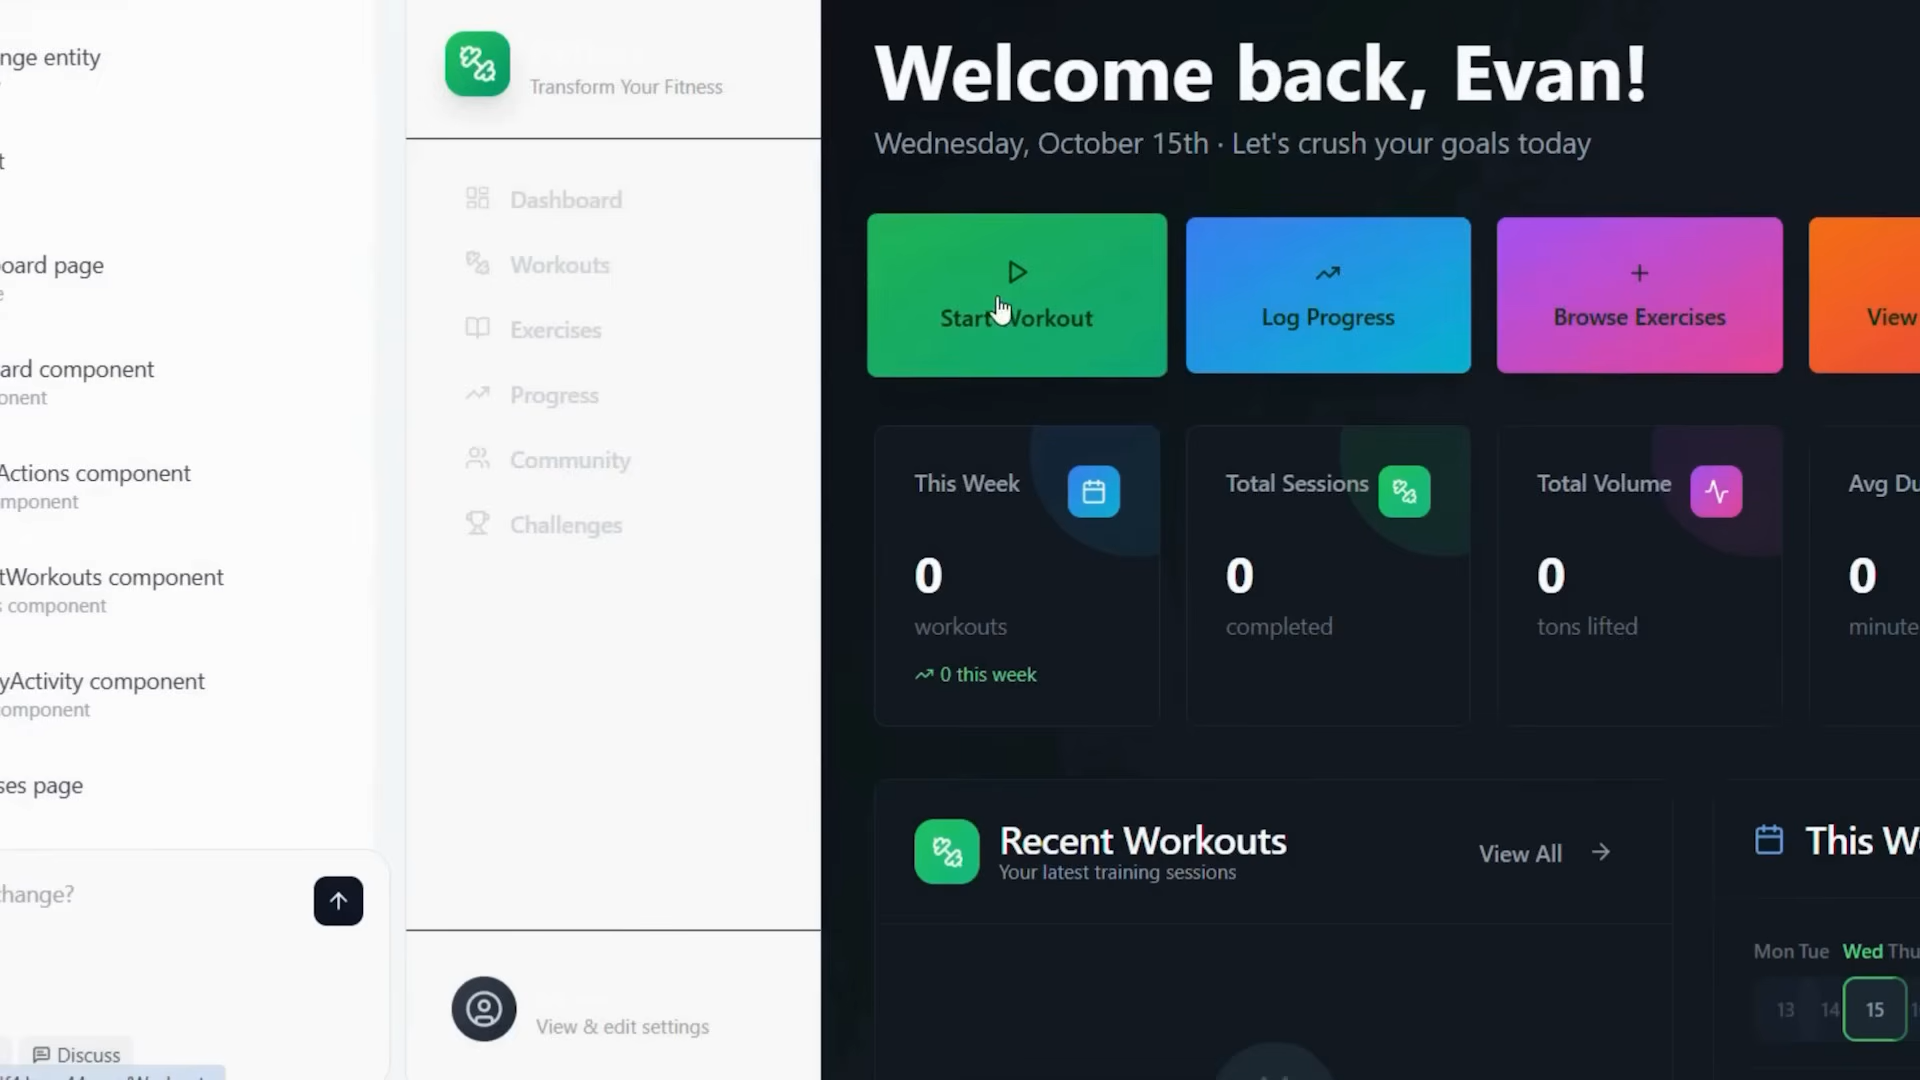 nge entity
t
oard page
e
ard component
onent
Actions component
mponent
tWorkouts component
s component
yActivity component
omponent
ses page
change?
Discuss
Transform Your Fitness
Dashboard
Workouts
Exercises
Progress
Community
Challenges
View & edit settings
Welcome back, Evan!
Wednesday, October 15th · Let's crush your goals today
Start Workout
Log Progress
Browse Exercises
View
This Week
0
workouts
0 this week
Total Sessions
0
completed
Total Volume
0
tons lifted
Avg Du
0
minute
Recent Workouts
Your latest training sessions
View All
This W
Mon Tue Wed Thu
13 14 15 1